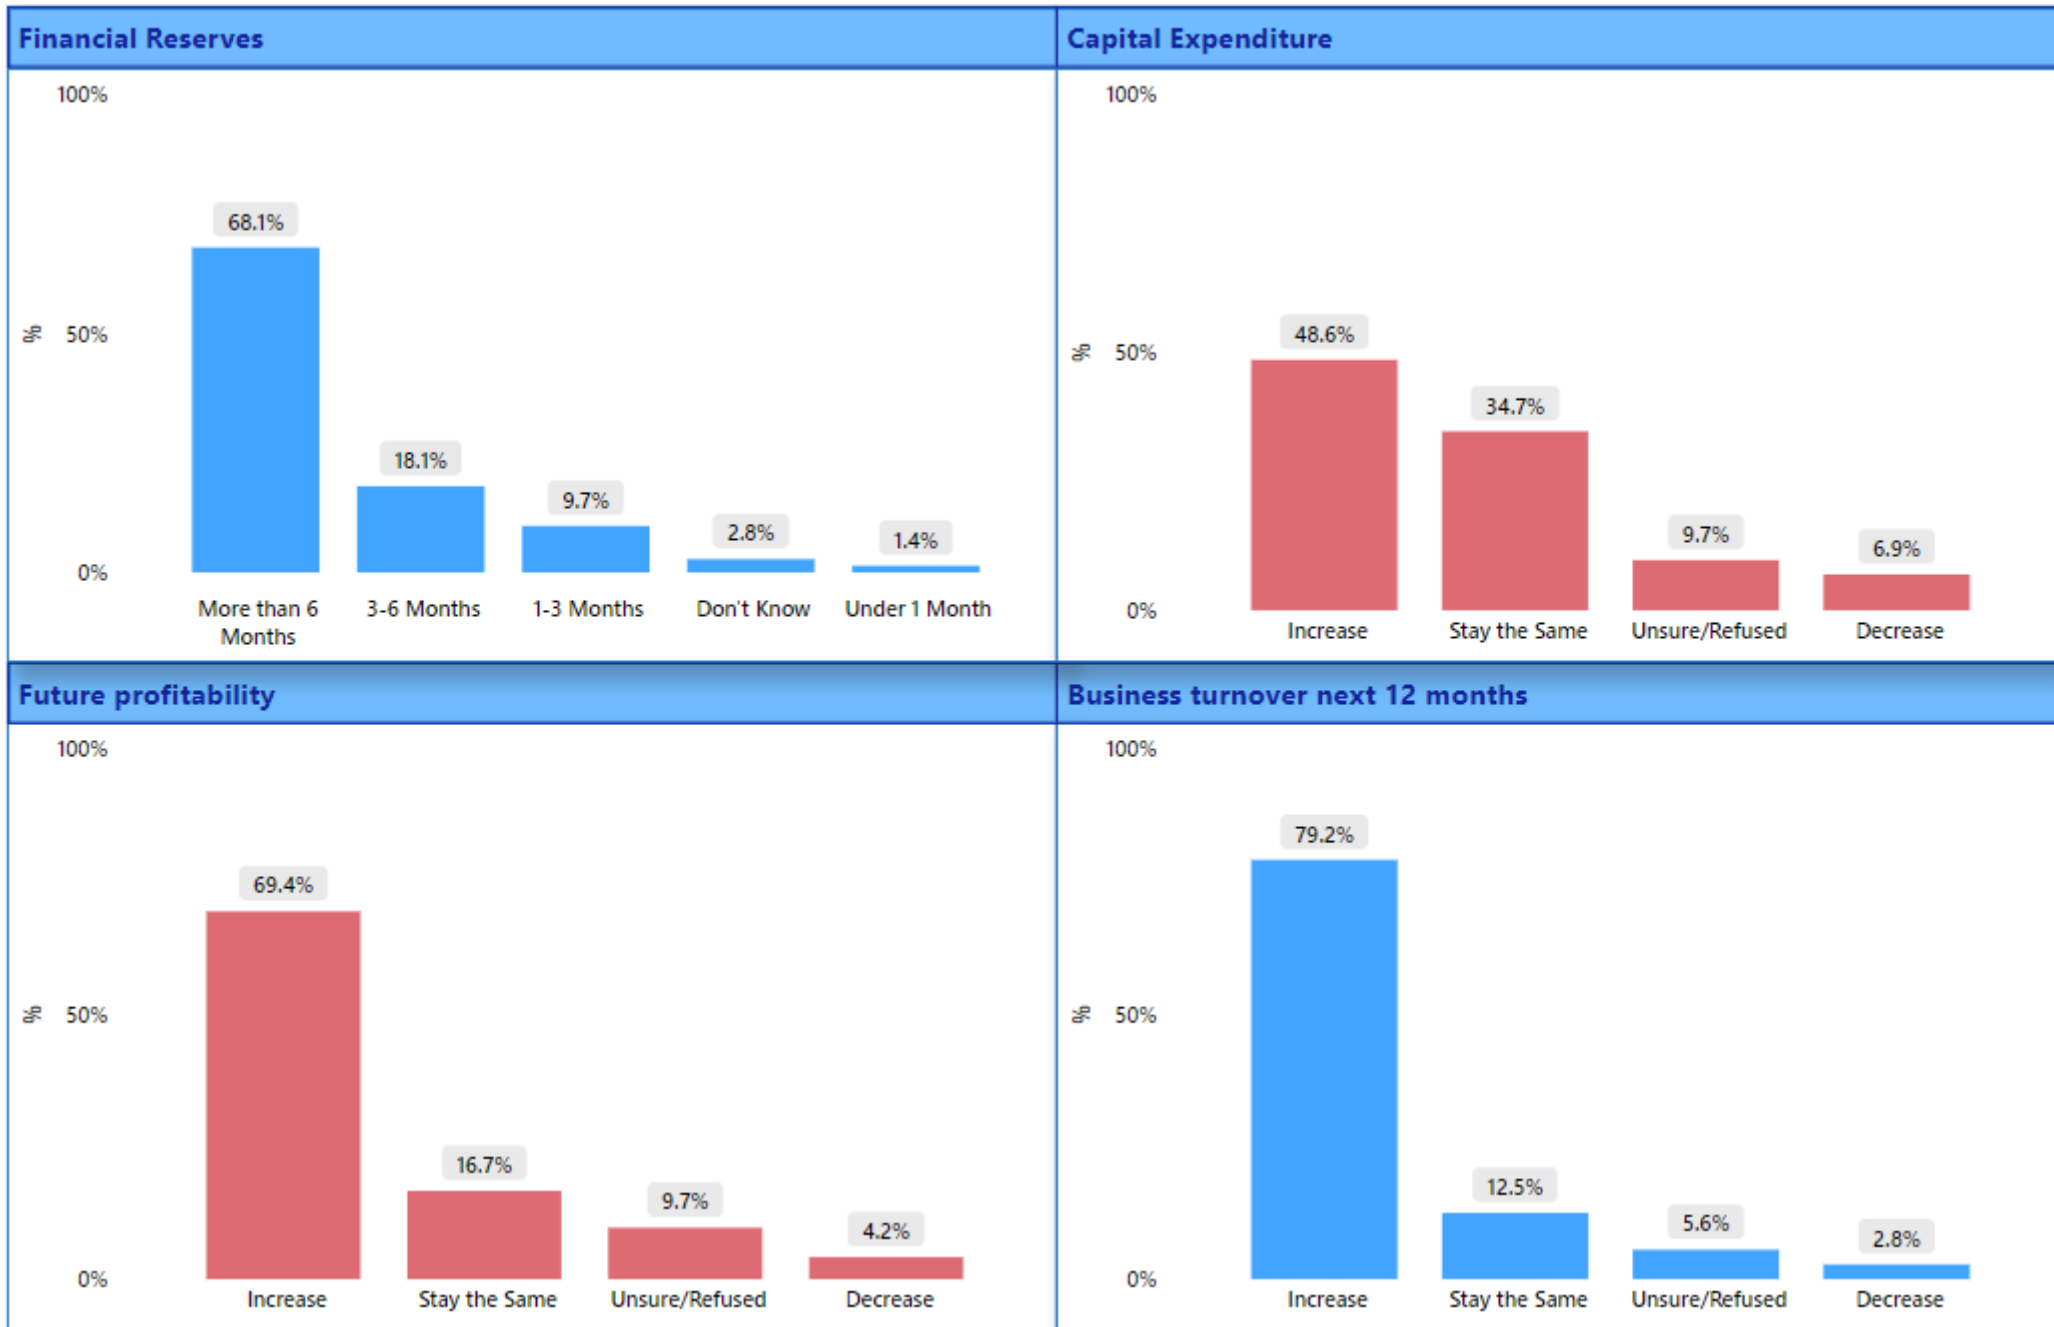 Financial Reserves
100%
50%
0%
%
68.1%
18.1%
9.7%
2.8%
1.4%
More than 6
Months
3-6 Months
1-3 Months
Don't Know
Under 1 Month
Capital Expenditure
100%
50%
0%
%
48.6%
34.7%
9.7%
6.9%
Increase
Stay the Same
Unsure/Refused
Decrease
Future profitability
100%
50%
0%
%
69.4%
16.7%
9.7%
4.2%
Increase
Stay the Same
Unsure/Refused
Decrease
Business turnover next 12 months
100%
50%
0%
%
79.2%
12.5%
5.6%
2.8%
Increase
Stay the Same
Unsure/Refused
Decrease